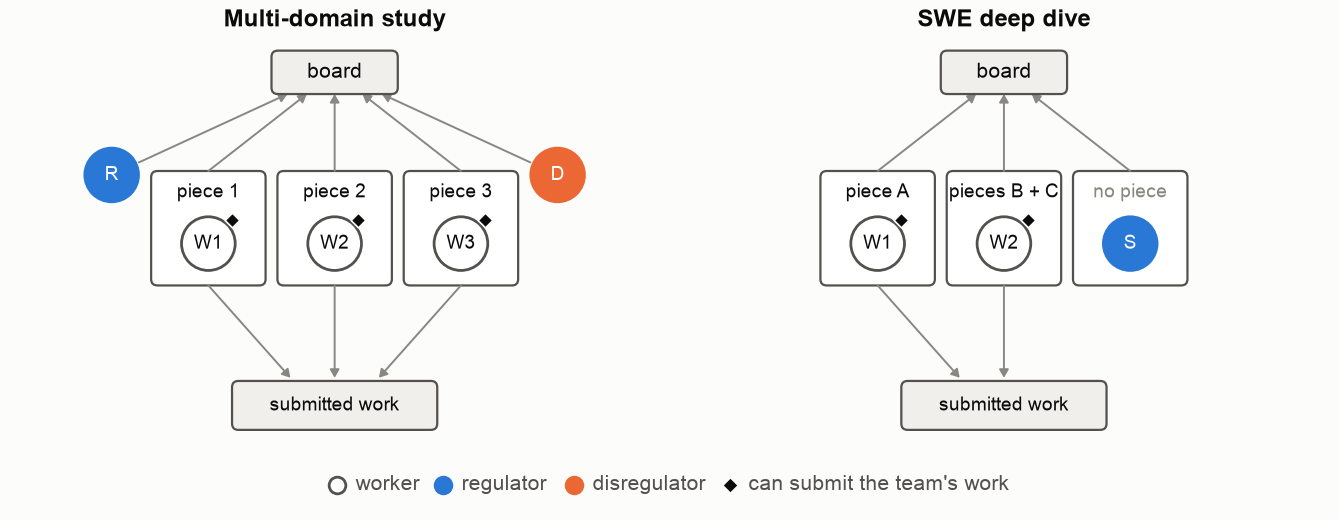 Multi-domain study
SWE deep dive
board
board
R
D
piece 1
piece 2
piece 3
piece A
pieces B + C
no piece
W1
W2
W3
W1
W2
S
submitted work
submitted work
worker
regulator
disregulator
can submit the team's work